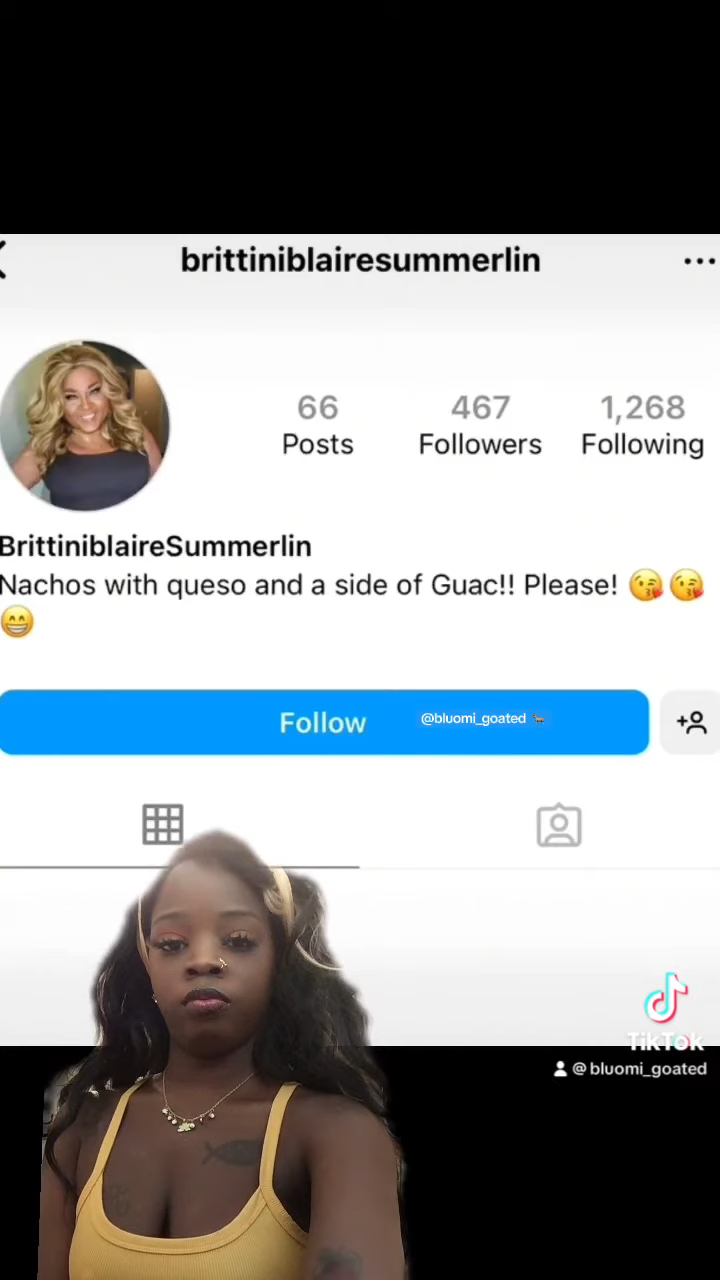 brittiniblairesummerlin
66
467
1,268
Posts
Followers
Following
BrittiniblaireSummerlin
Nachos with queso and a side of Guac!! Please! 😘😘
😁
Follow
@bluomi_goated 🐅
TikTok
@bluomi_goated